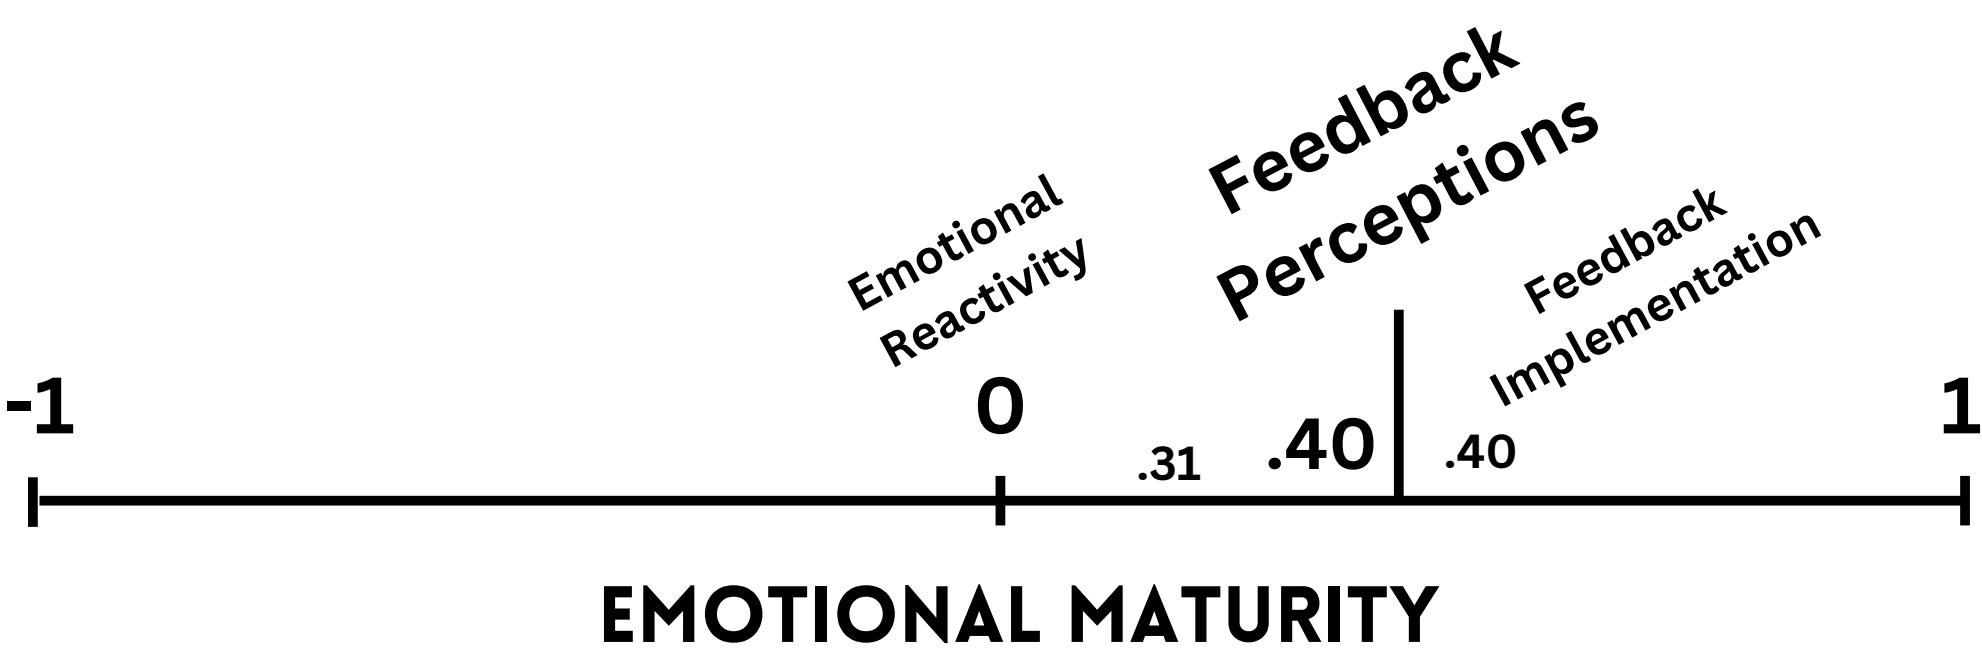 Feedback
Perceptions
Emotional
Reactivity
Feedback
Implementation
-1
0
1
.31
.40
.40
EMOTIONAL MATURITY